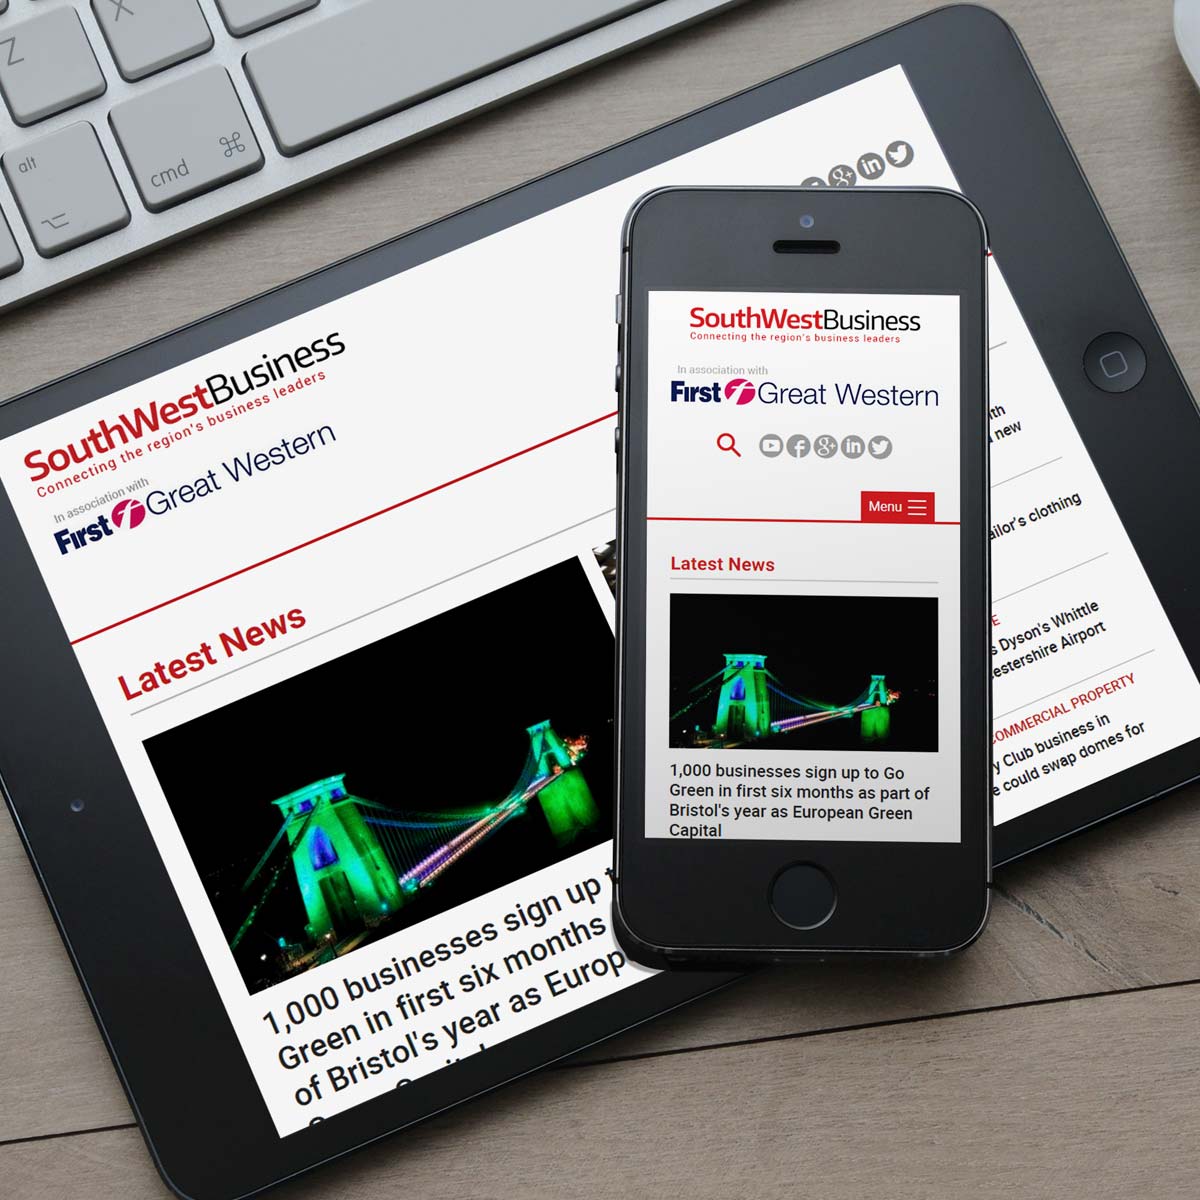 Z
X
alt
cmd
SouthWestBusiness
Connecting the region's business leaders
In association with
First Great Western
Latest News
1,000 businesses sign up
Green in first six months
of Bristol's year as Europ
g+ in
SouthWestBusiness
Connecting the region's business leaders
In association with
First Great Western
f g+ in
Menu
Latest News
1,000 businesses sign up to Go
Green in first six months as part of
Bristol's year as European Green
Capital
new
ailor's clothing
E
s Dyson's Whittle
estershire Airport
OMMERCIAL PROPERTY
y Club business in
e could swap domes for